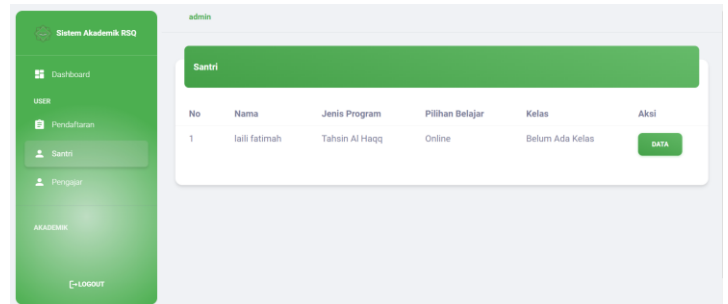 admin
Sistem Akademik RSQ
Dashboard
USER
Pendaftaran
Santri
Pengajar
AKADEMIK
LOGOUT
Santri
No Nama Jenis Program Pilihan Belajar Kelas Aksi
1 laili fatimah Tahsin Al Haqq Online Belum Ada Kelas DATA